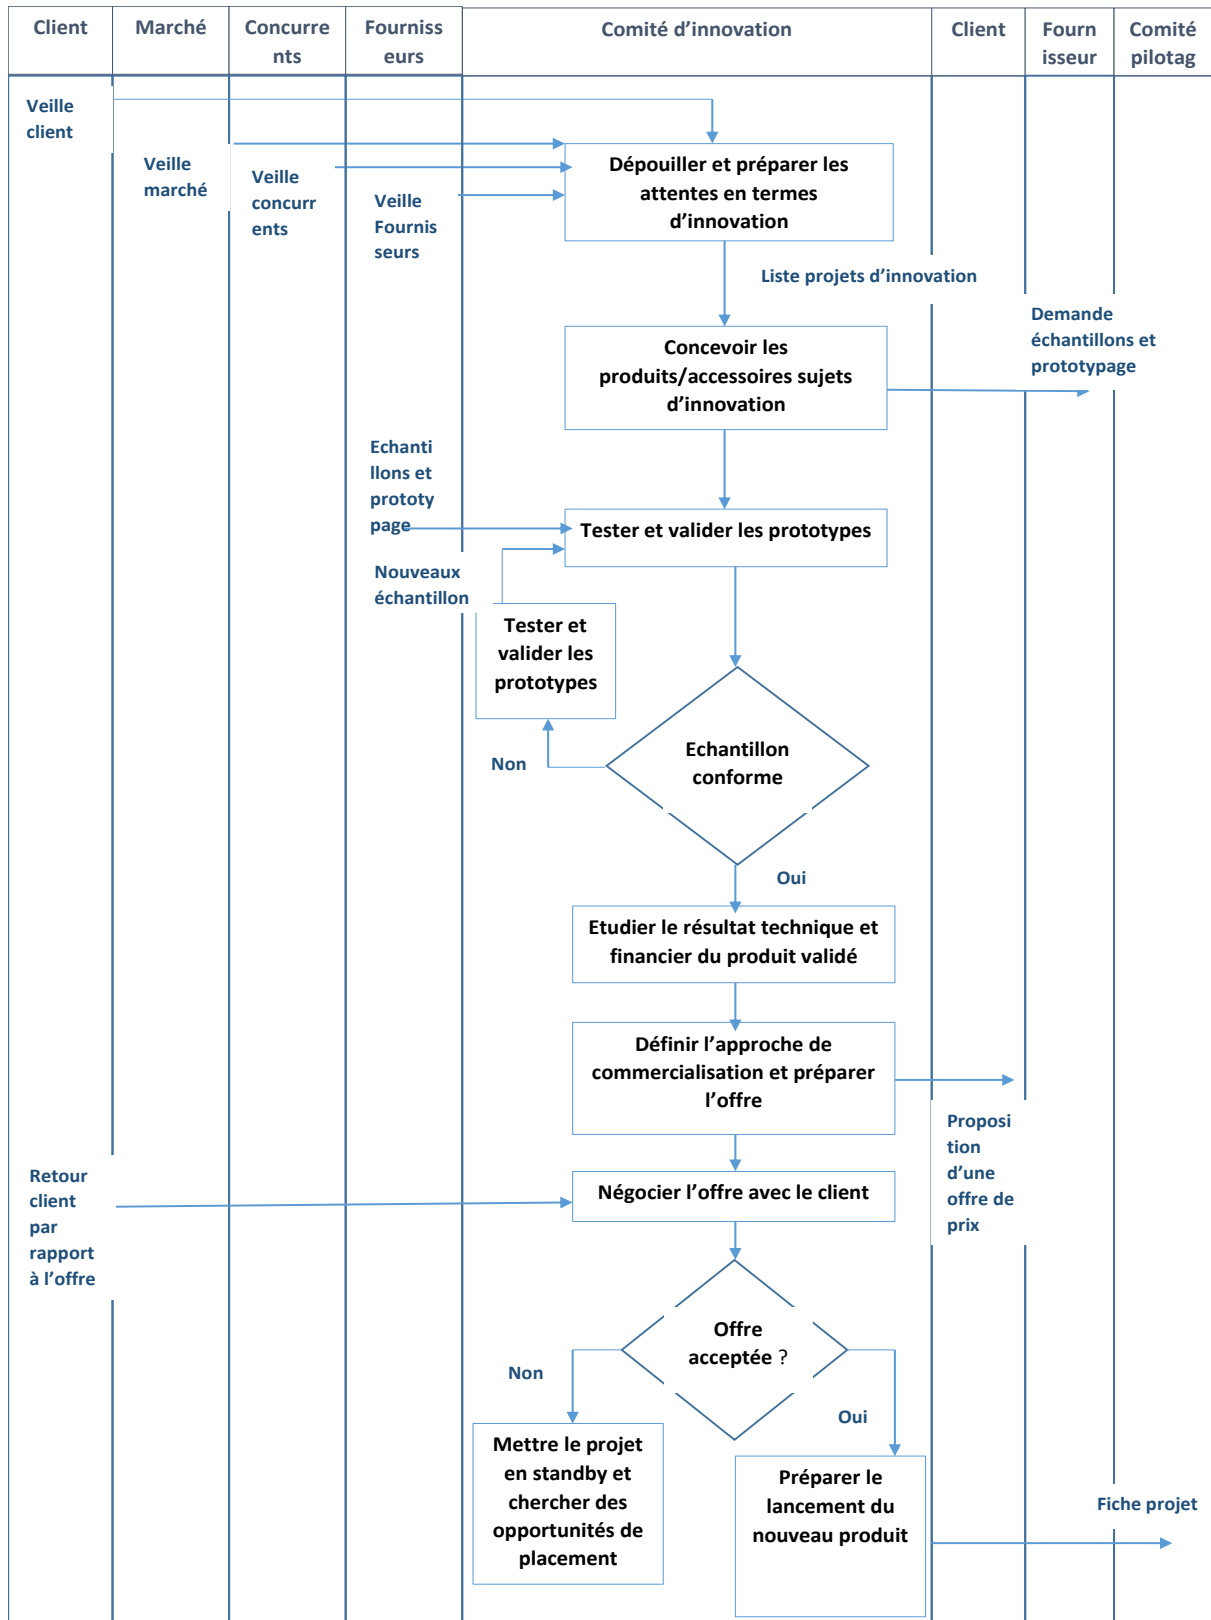 Client
Marché
Concurre
nts
Fourniss
eurs
Comité d’innovation
Client
Fourn
isseur
Comité
pilotag
Veille
client
Veille
marché
Veille
concurr
ents
Veille
Fournis
seurs
Dépouiller et préparer les
attentes en termes
d’innovation
Liste projets d’innovation
Demande
échantillons et
prototypage
Concevoir les
produits/accessoires sujets
d’innovation
Echanti
llons et
prototy
page
Tester et valider les prototypes
Nouveaux
échantillon
Tester et
valider les
prototypes
Echantillon
conforme
Non
Oui
Etudier le résultat technique et
financier du produit validé
Définir l’approche de
commercialisation et préparer
l’offre
Proposi
tion
d’une
offre de
prix
Retour
client
par
rapport
à l’offre
Négocier l’offre avec le client
Offre
acceptée ?
Non
Oui
Mettre le projet
en standby et
chercher des
opportunités de
placement
Préparer le
lancement du
nouveau produit
Fiche projet